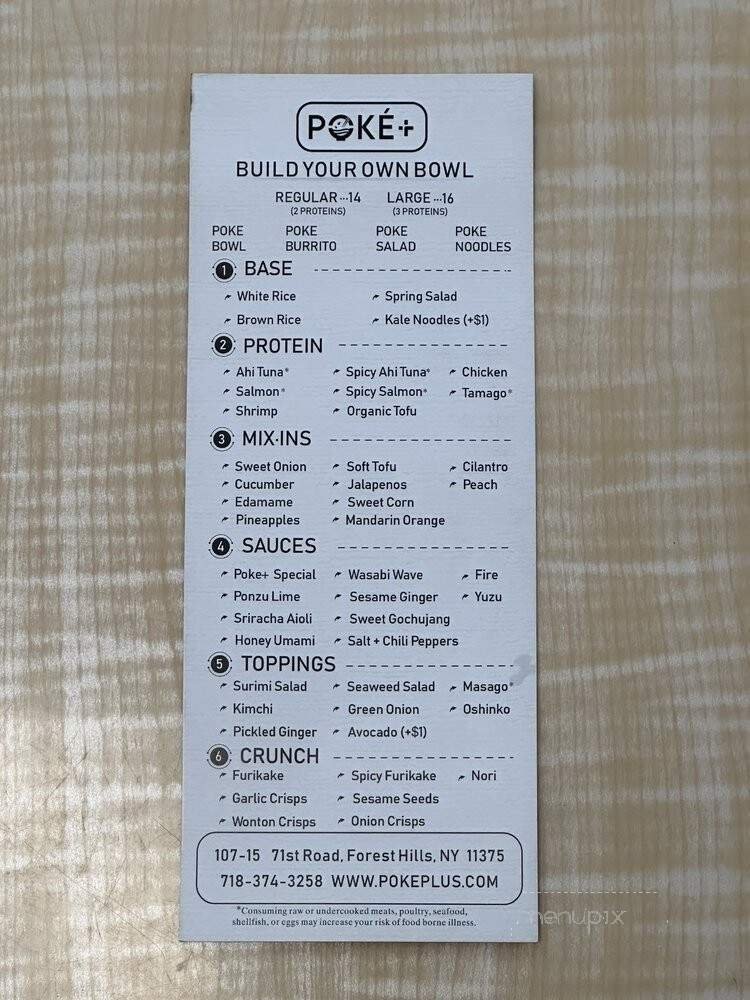 POKÉ+
BUILD YOUR OWN BOWL
REGULAR ···14 LARGE ···16
(2 PROTEINS) (3 PROTEINS)
POKE POKE POKE POKE
BOWL BURRITO SALAD NOODLES
1 BASE
White Rice Spring Salad
Brown Rice Kale Noodles (+$1)
2 PROTEIN
Ahi Tuna* Spicy Ahi Tuna* Chicken
Salmon* Spicy Salmon* Tamago*
Shrimp Organic Tofu
3 MIX·INS
Sweet Onion Soft Tofu Cilantro
Cucumber Jalapenos Peach
Edamame Sweet Corn
Pineapples Mandarin Orange
4 SAUCES
Poke+ Special Wasabi Wave Fire
Ponzu Lime Sesame Ginger Yuzu
Sriracha Aioli Sweet Gochujang
Honey Umami Salt + Chili Peppers
5 TOPPINGS
Surimi Salad Seaweed Salad Masago*
Kimchi Green Onion Oshinko
Pickled Ginger Avocado (+$1)
6 CRUNCH
Furikake Spicy Furikake Nori
Garlic Crisps Sesame Seeds
Wonton Crisps Onion Crisps
107-15 71st Road, Forest Hills, NY 11375
718-374-3258 WWW.POKEPLUS.COM
*Consuming raw or undercooked meats, poultry, seafood,
shellfish, or eggs may increase your risk of food borne illness.
menupix